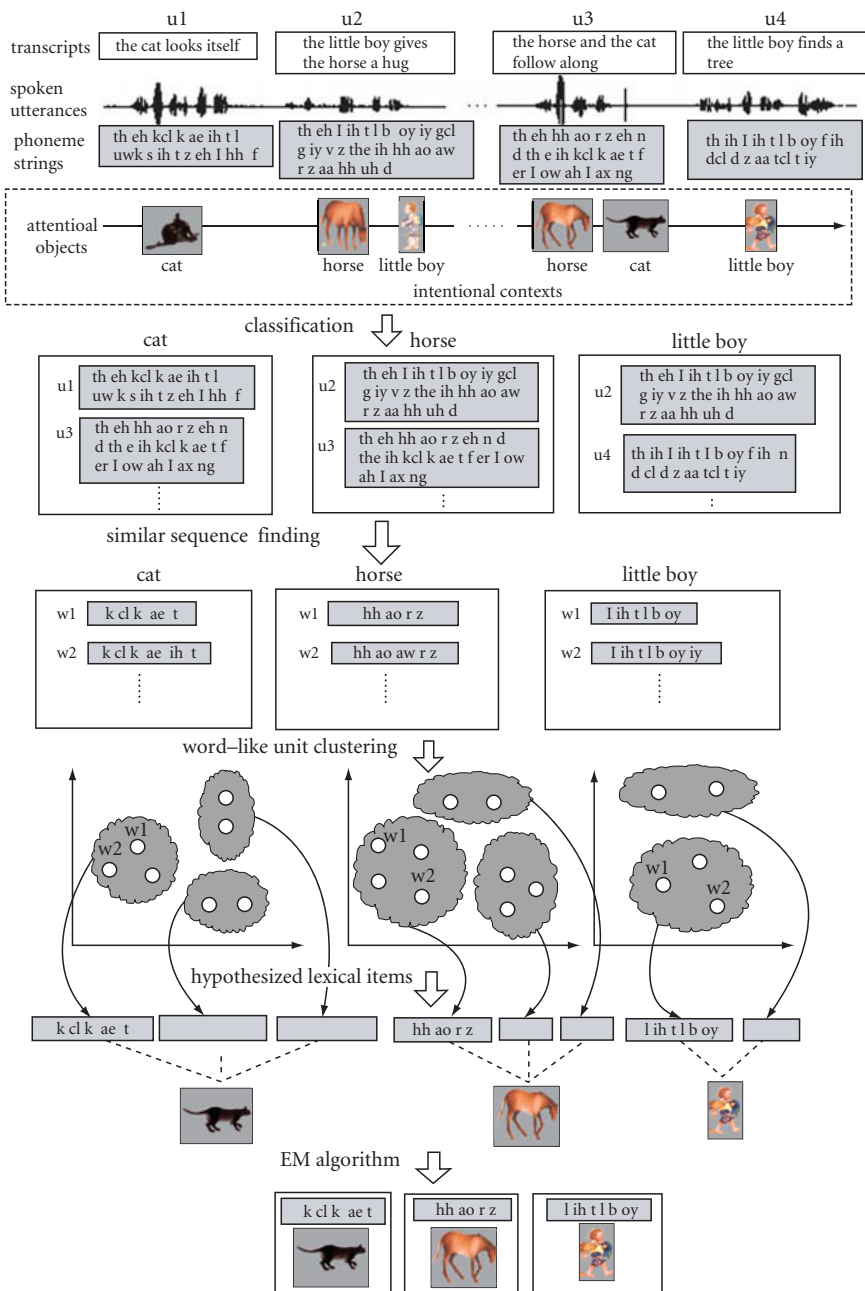 u1
u2
u3
u4
transcripts
the cat looks itself
the little boy gives
the horse a hug
the horse and the cat
follow along
the little boy finds a
tree
spoken
utterances
phoneme
strings
th eh kcl k ae ih t l
uwk s ih t z eh I hh f
th eh I ih t l b oy iy gcl
g iy v z the ih hh ao aw
r z aa hh uh d
th eh hh ao r z eh n
d th e ih kcl k ae t f
er I ow ah I ax ng
th ih I ih t l b oy f ih
dcl d z aa tcl t iy
attentioal
objects
cat
horse
little boy
horse
cat
little boy
intentional contexts
classification
cat
horse
little boy
u1
th eh kcl k ae ih t l
uw k s ih t z eh I hh f
u3
th eh hh ao r z eh n
d th e ih kcl k ae t f
er I ow ah I ax ng
u2
th eh I ih t l b oy iy gcl
g iy v z the ih hh ao aw
r z aa hh uh d
u3
th eh hh ao r z eh n d
the ih kcl k ae t f er I ow
ah I ax ng
u2
th eh I ih t l b oy iy gcl
g iy v z the ih hh ao aw
r z aa hh uh d
u4
th ih I ih t I b oy f ih n
d cl d z aa tcl t iy
similar sequence finding
cat
horse
little boy
w1
k cl k ae t
w2
k cl k ae ih t
w1
hh ao r z
w2
hh ao aw r z
w1
I ih t l b oy
w2
I ih t l b oy iy
word–like unit clustering
w1
w2
w1
w2
w1
w2
hypothesized lexical items
k cl k ae t
hh ao r z
l ih t l b oy
EM algorithm
k cl k ae t
hh ao r z
l ih t l b oy